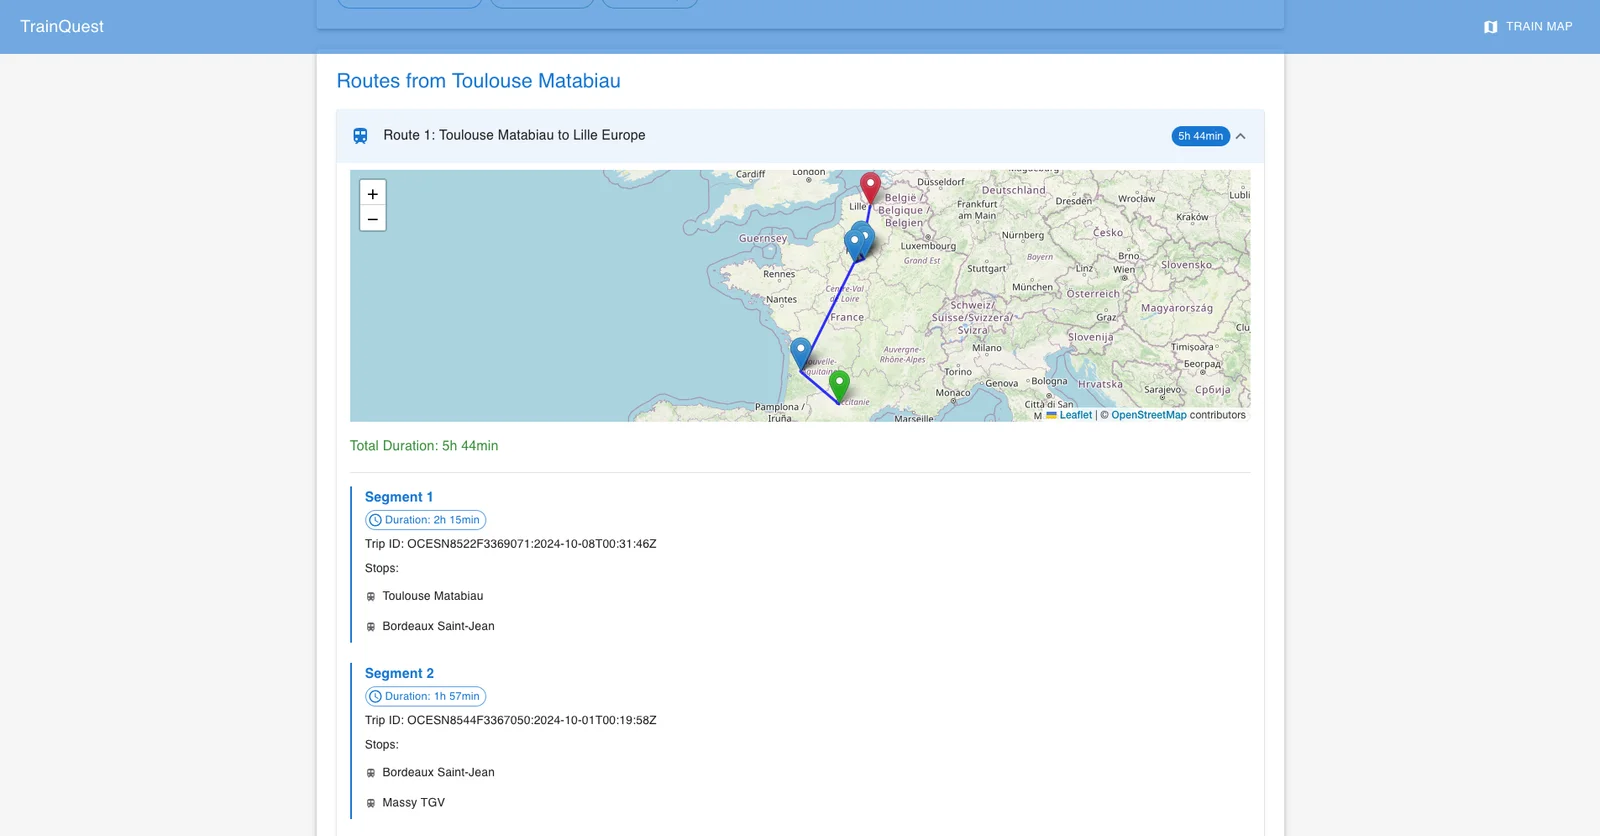 TrainQuest
TRAIN MAP
Routes from Toulouse Matabiau
Route 1: Toulouse Matabiau to Lille Europe
5h 44min
+
−
Cardiff
London
Düsseldorf
Deutschland
Dresden
Wrocław
Lille
België /
Belgique /
Belgien
Frankfurt
am Main
Kraków
Guernsey
Luxembourg
Nürnberg
Česko
Brno
Grand Est
Bayern
Slovensko
Rennes
Stuttgart
Linz
Wien
Nantes
Centre-Val
de Loire
München
Österreich
France
Schweiz/
Suisse/Svizzera/
Svizra
Graz
Magyarország
Slovenija
Milano
Timișoara
Auvergne-
Rhône-Alpes
Torino
Genova
Bologna
Hrvatska
Београд
Monaco
Sarajevo
Србија
Pamplona /
Iruña
Marseille
Città di San
Leaflet | © OpenStreetMap contributors
Total Duration: 5h 44min
Segment 1
Duration: 2h 15min
Trip ID: OCESN8522F3369071:2024-10-08T00:31:46Z
Stops:
Toulouse Matabiau
Bordeaux Saint-Jean
Segment 2
Duration: 1h 57min
Trip ID: OCESN8544F3367050:2024-10-01T00:19:58Z
Stops:
Bordeaux Saint-Jean
Massy TGV